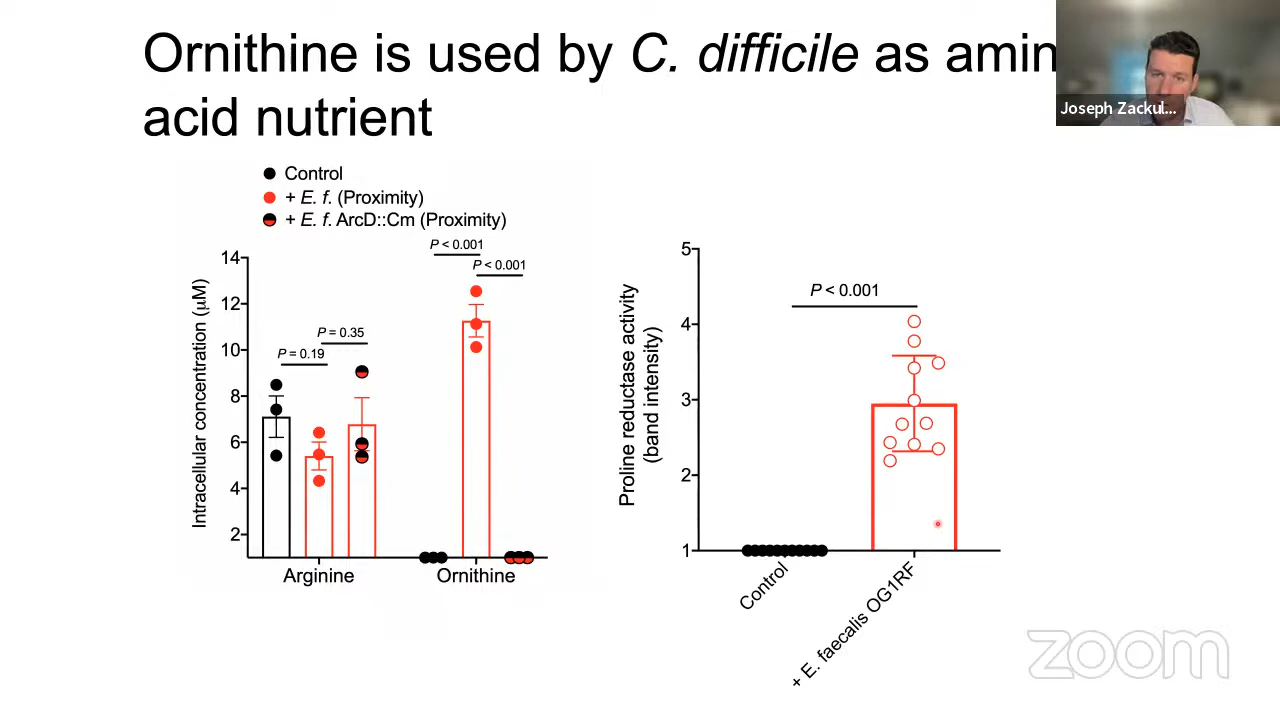 Ornithine is used by C. difficile as amin
acid nutrient
Joseph Zackul...
Control
+ E. f. (Proximity)
+ E. f. ArcD::Cm (Proximity)
P < 0.001
P < 0.001
P = 0.35
P = 0.19
Intracellular concentration (μM)
14
12
10
8
6
4
2
Arginine
Ornithine
Proline reductase activity
(band intensity)
5
4
3
2
1
P < 0.001
Control
+ E. faecalis OG1RF
zoom